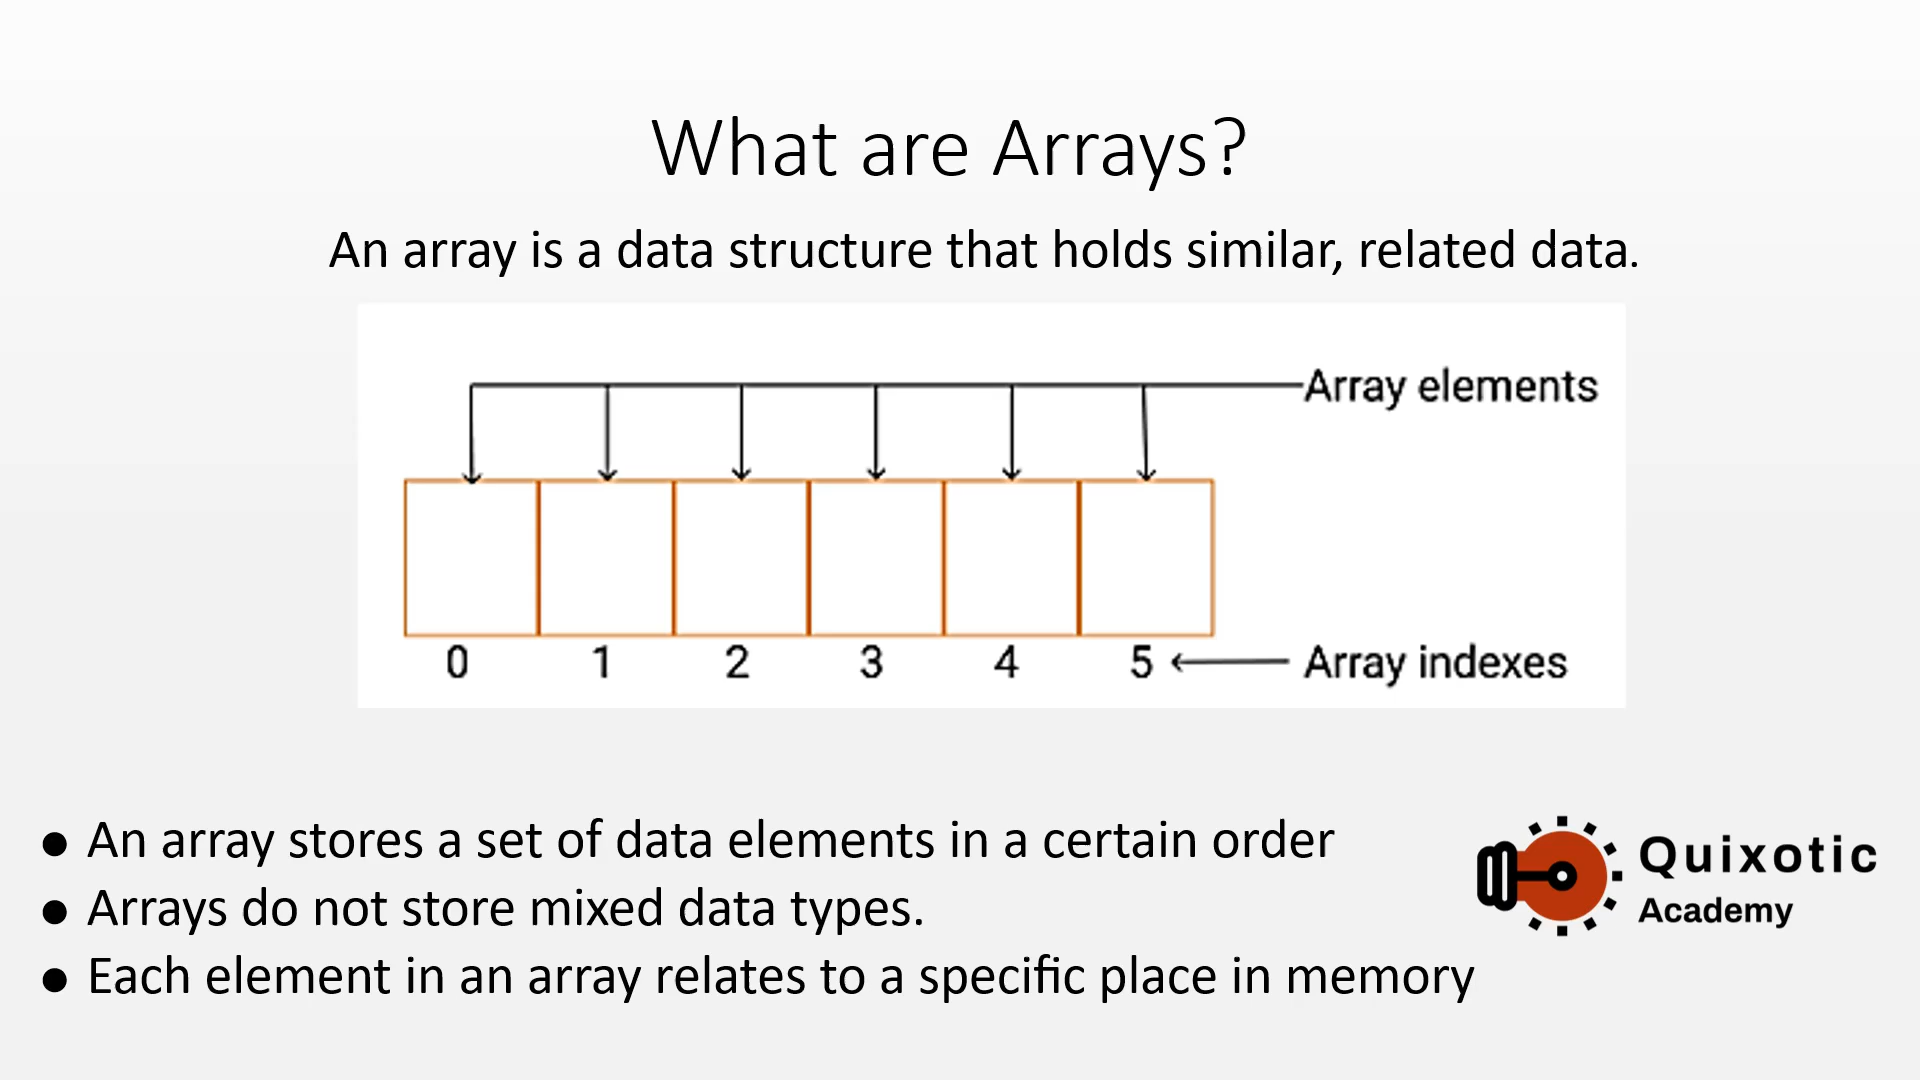 What are Arrays?
An array is a data structure that holds similar, related data.
Array elements
0 1 2 3 4 5 Array indexes
● An array stores a set of data elements in a certain order
● Arrays do not store mixed data types.
● Each element in an array relates to a specific place in memory
Quixotic
Academy